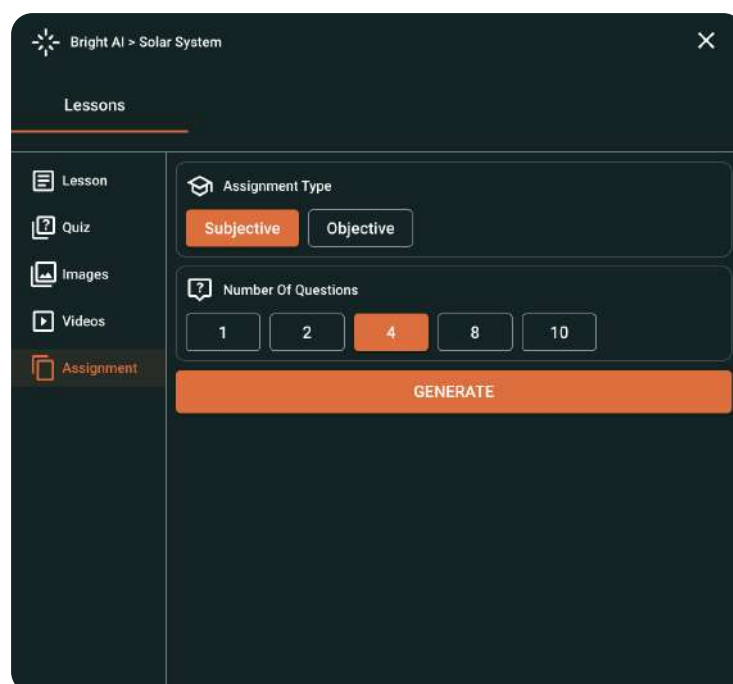 Bright AI > Solar System
Lessons
Lesson
Quiz
Images
Videos
Assignment
Assignment Type
Subjective Objective
Number Of Questions
1 2 4 8 10
GENERATE